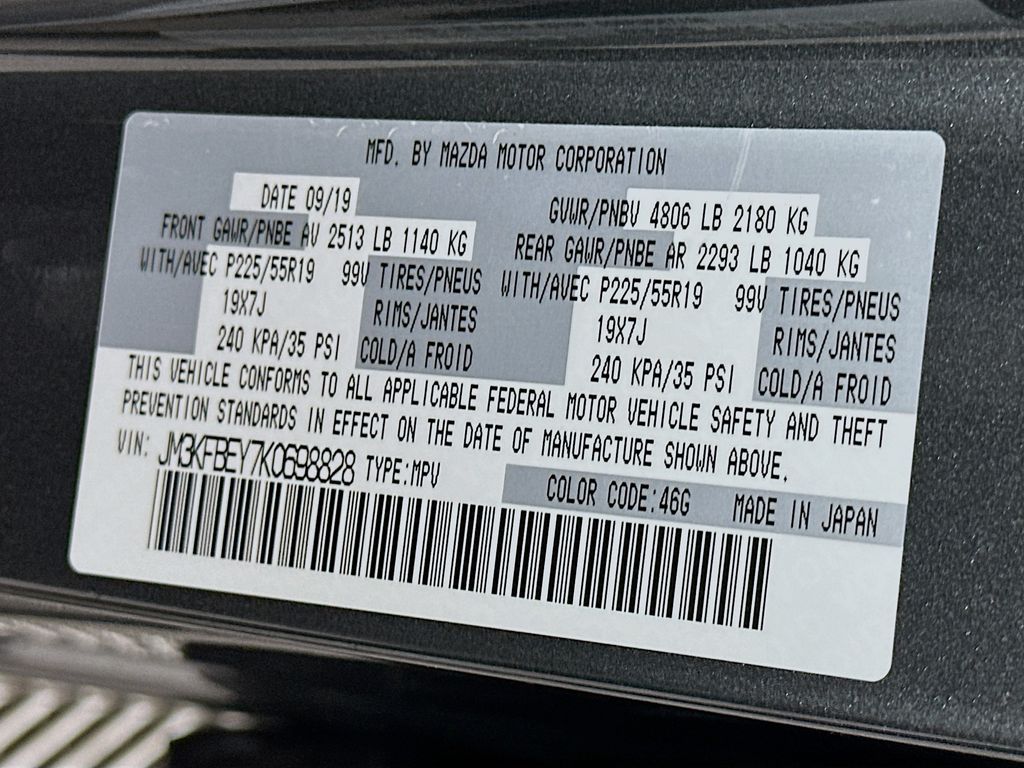 MFD. BY MAZDA MOTOR CORPORATION
DATE 09/19 GVWR/PNBV 4806 LB 2180 KG
FRONT GAWR/PNBE AV 2513 LB 1140 KG REAR GAWR/PNBE AR 2293 LB 1040 KG
WITH/AVEC P225/55R19 99V TIRES/PNEUS WITH/AVEC P225/55R19 99V TIRES/PNEUS
19X7J RIMS/JANTES 19X7J RIMS/JANTES
240 KPA/35 PSI COLD/A FROID 240 KPA/35 PSI COLD/A FROID
THIS VEHICLE CONFORMS TO ALL APPLICABLE FEDERAL MOTOR VEHICLE SAFETY AND THEFT
PREVENTION STANDARDS IN EFFECT ON THE DATE OF MANUFACTURE SHOWN ABOVE.
VIN: JM3KFBEY7K0698828 TYPE:MPV
COLOR CODE:46G MADE IN JAPAN